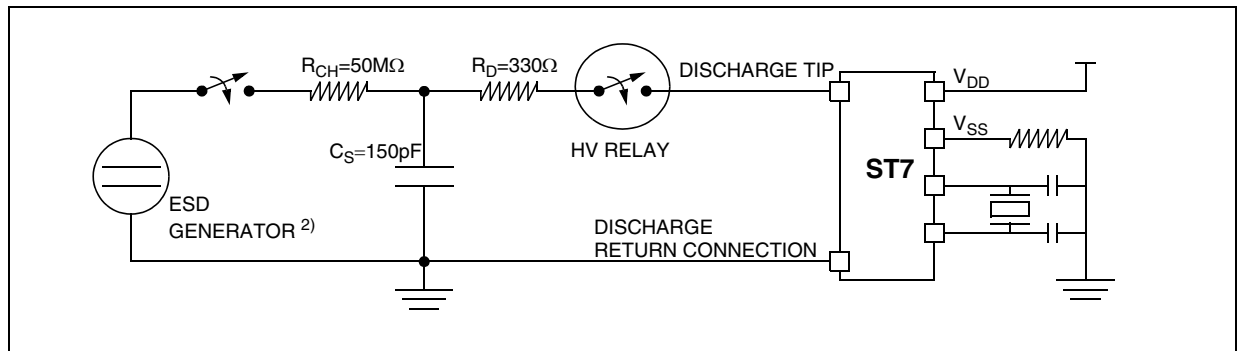 R_CH=50MΩ
R_D=330Ω
DISCHARGE TIP
V_DD
V_SS
C_S=150pF
HV RELAY
ST7
ESD
GENERATOR 2)
DISCHARGE
RETURN CONNECTION